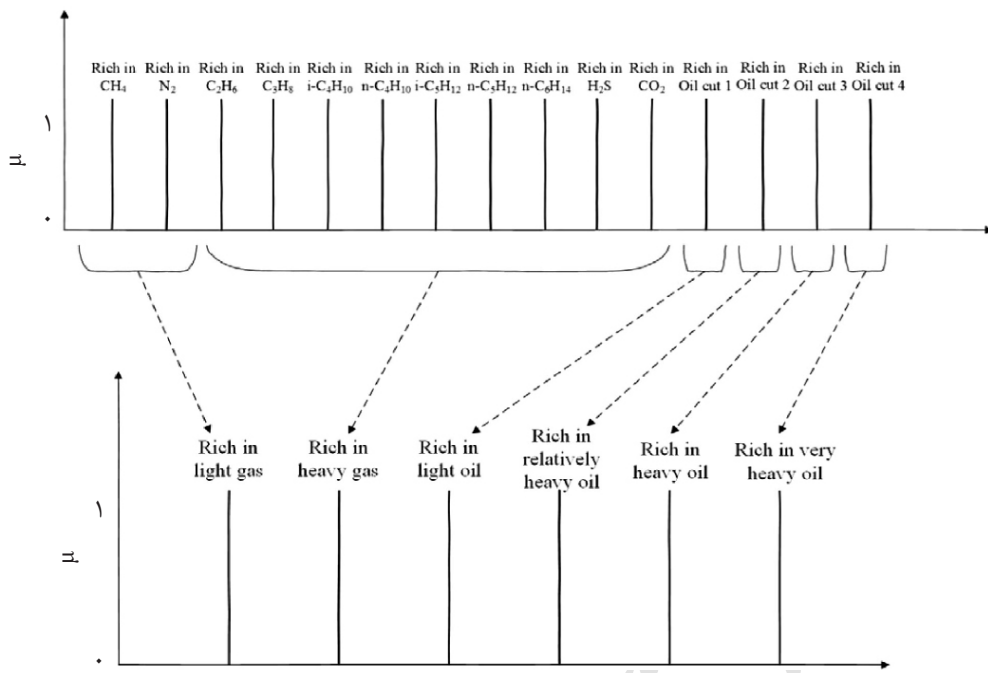 Rich in
CH₄
Rich in
N₂
Rich in
C₂H₆
Rich in
C₃H₈
Rich in
i-C₄H₁₀
Rich in
n-C₄H₁₀
Rich in
i-C₅H₁₂
Rich in
n-C₅H₁₂
Rich in
n-C₆H₁₄
Rich in
H₂S
Rich in
CO₂
Rich in
Oil cut 1
Rich in
Oil cut 2
Rich in
Oil cut 3
Rich in
Oil cut 4
١
μ
٠
Rich in
light gas
Rich in
heavy gas
Rich in
light oil
Rich in
relatively
heavy oil
Rich in
heavy oil
Rich in very
heavy oil
١
μ
٠